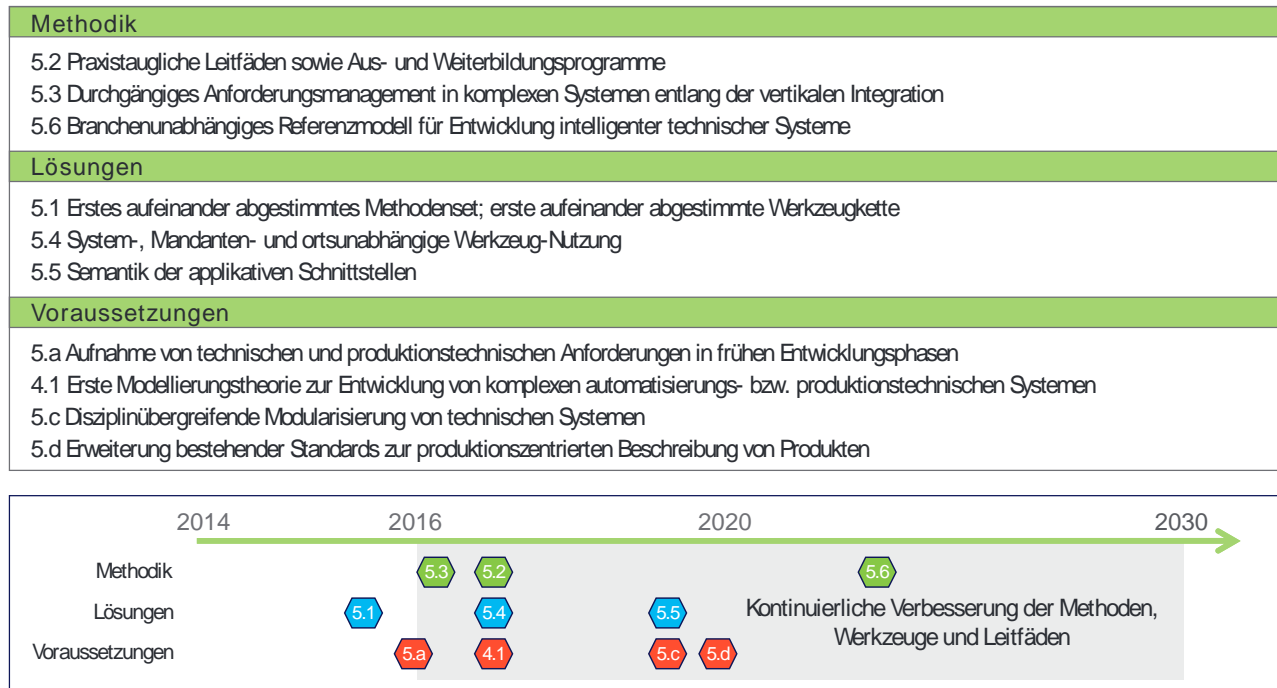 Methodik
5.2 Praxistaugliche Leitfäden sowie Aus- und Weiterbildungsprogramme
5.3 Durchgängiges Anforderungsmanagement in komplexen Systemen entlang der vertikalen Integration
5.6 Branchenunabhängiges Referenzmodell für Entwicklung intelligenter technischer Systeme
Lösungen
5.1 Erstes aufeinander abgestimmtes Methodenset; erste aufeinander abgestimmte Werkzeugkette
5.4 System-, Mandanten- und ortsunabhängige Werkzeug-Nutzung
5.5 Semantik der applikativen Schnittstellen
Voraussetzungen
5.a Aufnahme von technischen und produktionstechnischen Anforderungen in frühen Entwicklungsphasen
4.1 Erste Modellierungstheorie zur Entwicklung von komplexen automatisierungs- bzw. produktionstechnischen Systemen
5.c Disziplinübergreifende Modularisierung von technischen Systemen
5.d Erweiterung bestehender Standards zur produktionszentrierten Beschreibung von Produkten
2014 2016 2020 2030
Methodik 5.3 5.2 5.6
Lösungen 5.1 5.4 5.5 Kontinuierliche Verbesserung der Methoden,
Werkzeuge und Leitfäden
Voraussetzungen 5.a 4.1 5.c 5.d